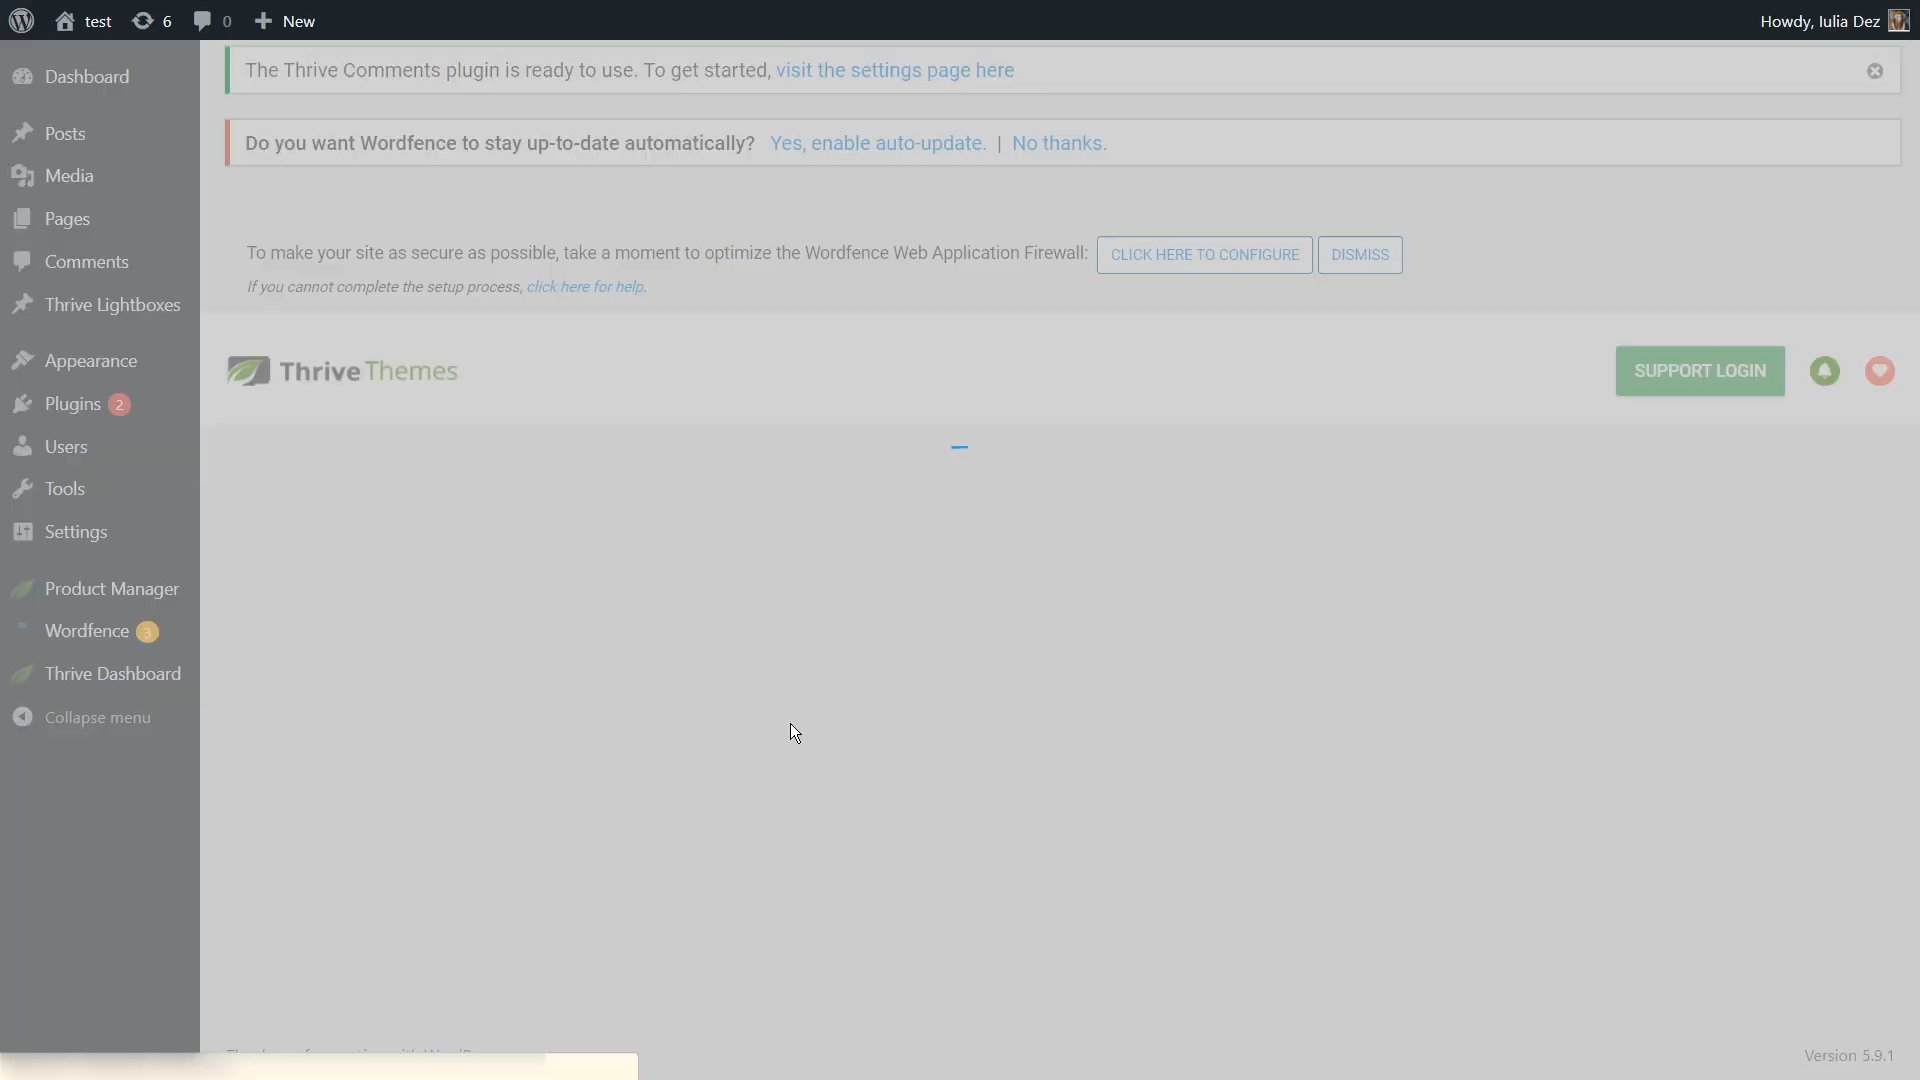 test 6 0 New Howdy, Iulia Dez
Dashboard
Posts
Media
Pages
Comments
Thrive Lightboxes
Appearance
Plugins 2
Users
Tools
Settings
Product Manager
Wordfence 3
Thrive Dashboard
Collapse menu
The Thrive Comments plugin is ready to use. To get started, visit the settings page here
Do you want Wordfence to stay up-to-date automatically? Yes, enable auto-update. | No thanks.
To make your site as secure as possible, take a moment to optimize the Wordfence Web Application Firewall: CLICK HERE TO CONFIGURE DISMISS
If you cannot complete the setup process, click here for help.
Thrive Themes SUPPORT LOGIN
Version 5.9.1